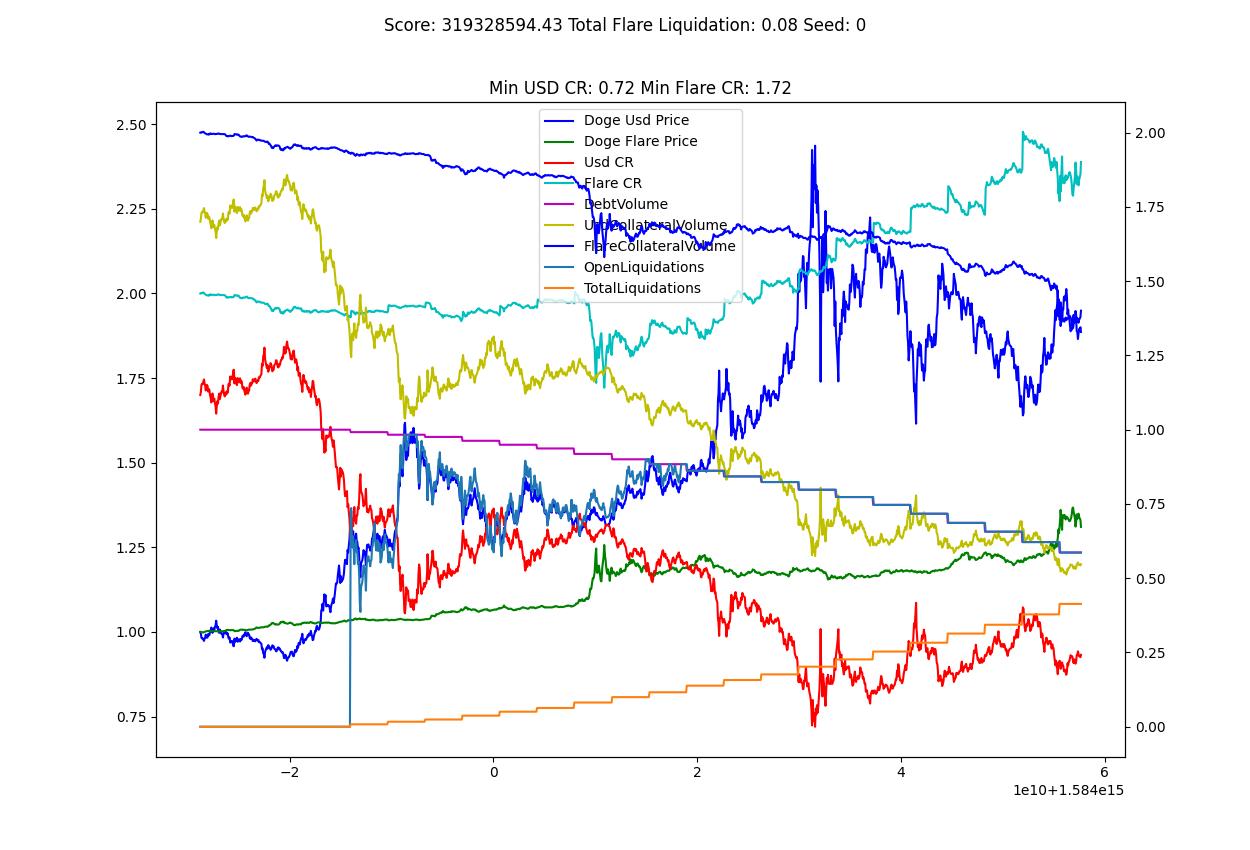 Score: 319328594.43 Total Flare Liquidation: 0.08 Seed: 0
Min USD CR: 0.72 Min Flare CR: 1.72
Doge Usd Price
Doge Flare Price
Usd CR
Flare CR
DebtVolume
UsdCollateralVolume
FlareCollateralVolume
OpenLiquidations
TotalLiquidations
2.50
2.25
2.00
1.75
1.50
1.25
1.00
0.75
2.00
1.75
1.50
1.25
1.00
0.75
0.50
0.25
0.00
−2 0 2 4 6
1e10+1.584e15